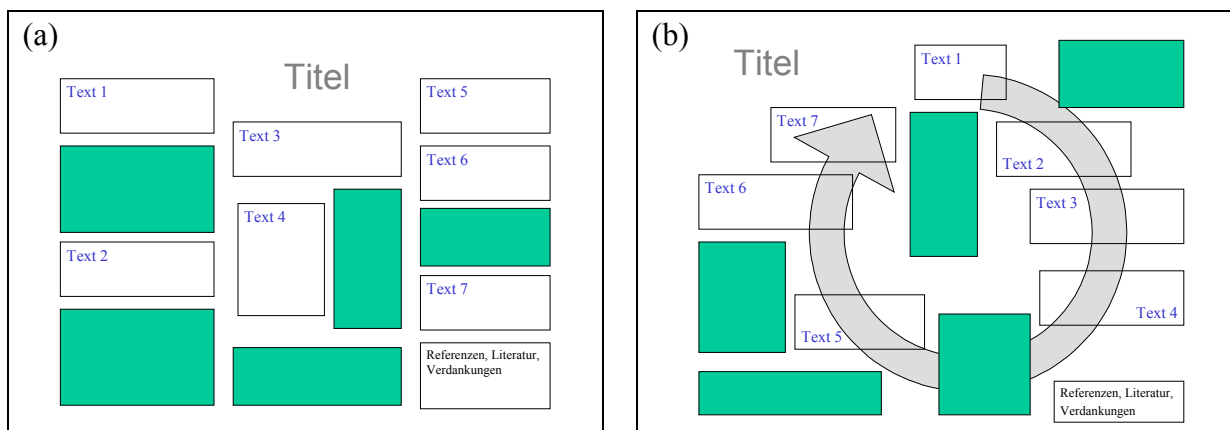 (a)
Titel
Text 1
Text 2
Text 3
Text 4
Text 5
Text 6
Text 7
Referenzen, Literatur,
Verdankungen
(b)
Titel
Text 1
Text 2
Text 3
Text 4
Text 5
Text 6
Text 7
Referenzen, Literatur,
Verdankungen